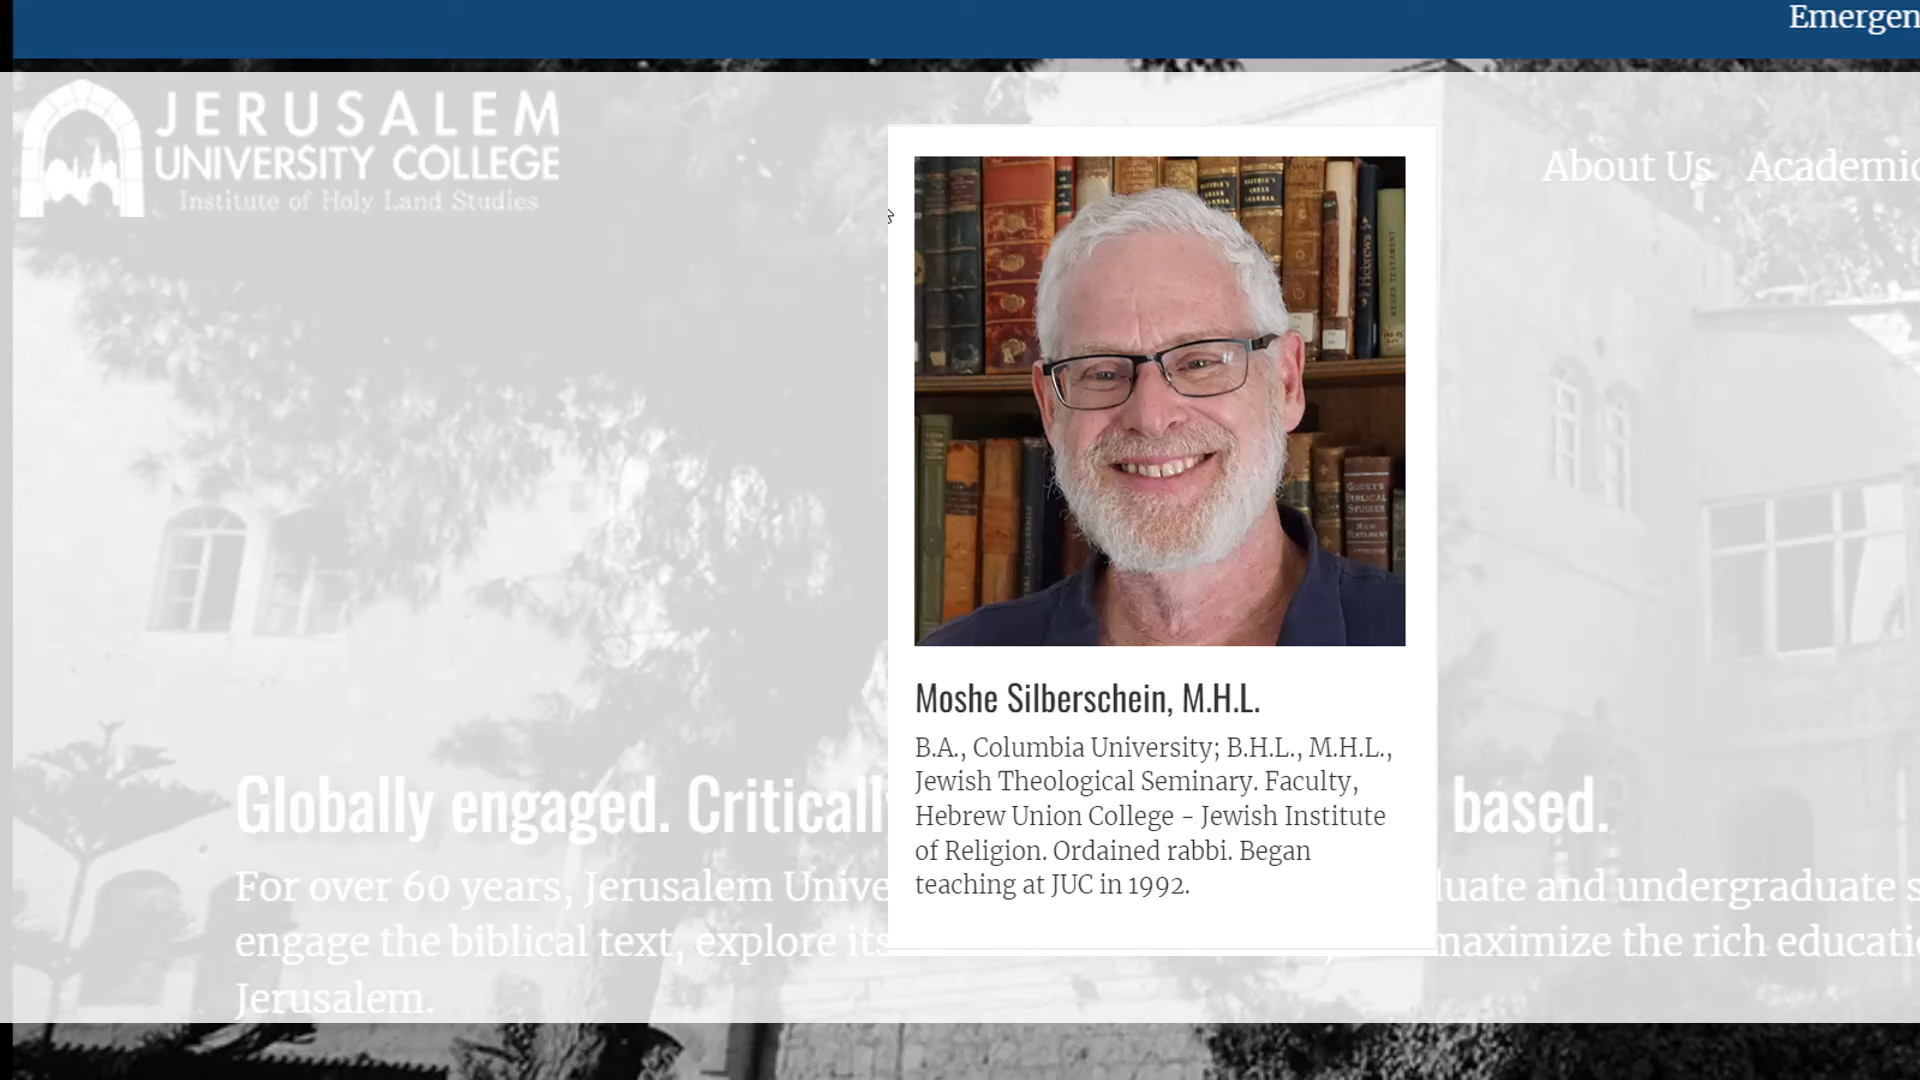 Emergen
JERUSALEM
UNIVERSITY COLLEGE
Institute of Holy Land Studies
About Us Academic
Moshe Silberschein, M.H.L.
B.A., Columbia University; B.H.L., M.H.L.,
Jewish Theological Seminary. Faculty,
Hebrew Union College – Jewish Institute
of Religion. Ordained rabbi. Began
teaching at JUC in 1992.
Globally engaged. Critically based.
For over 60 years, Jerusalem Unive luate and undergraduate s
engage the biblical text, explore its maximize the rich educati
Jerusalem.